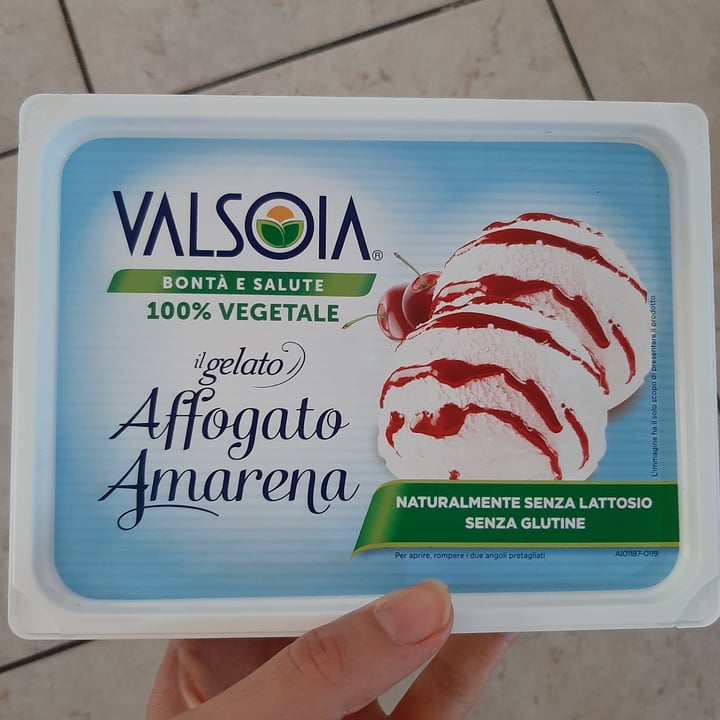 VALSOIA®
BONTÀ E SALUTE
100% VEGETALE
il gelato
Affogato
Amarena
L'immagine ha il solo scopo di presentare il prodotto.
NATURALMENTE SENZA LATTOSIO
SENZA GLUTINE
Per aprire, rompere i due angoli pretagliati
AI01187-0119